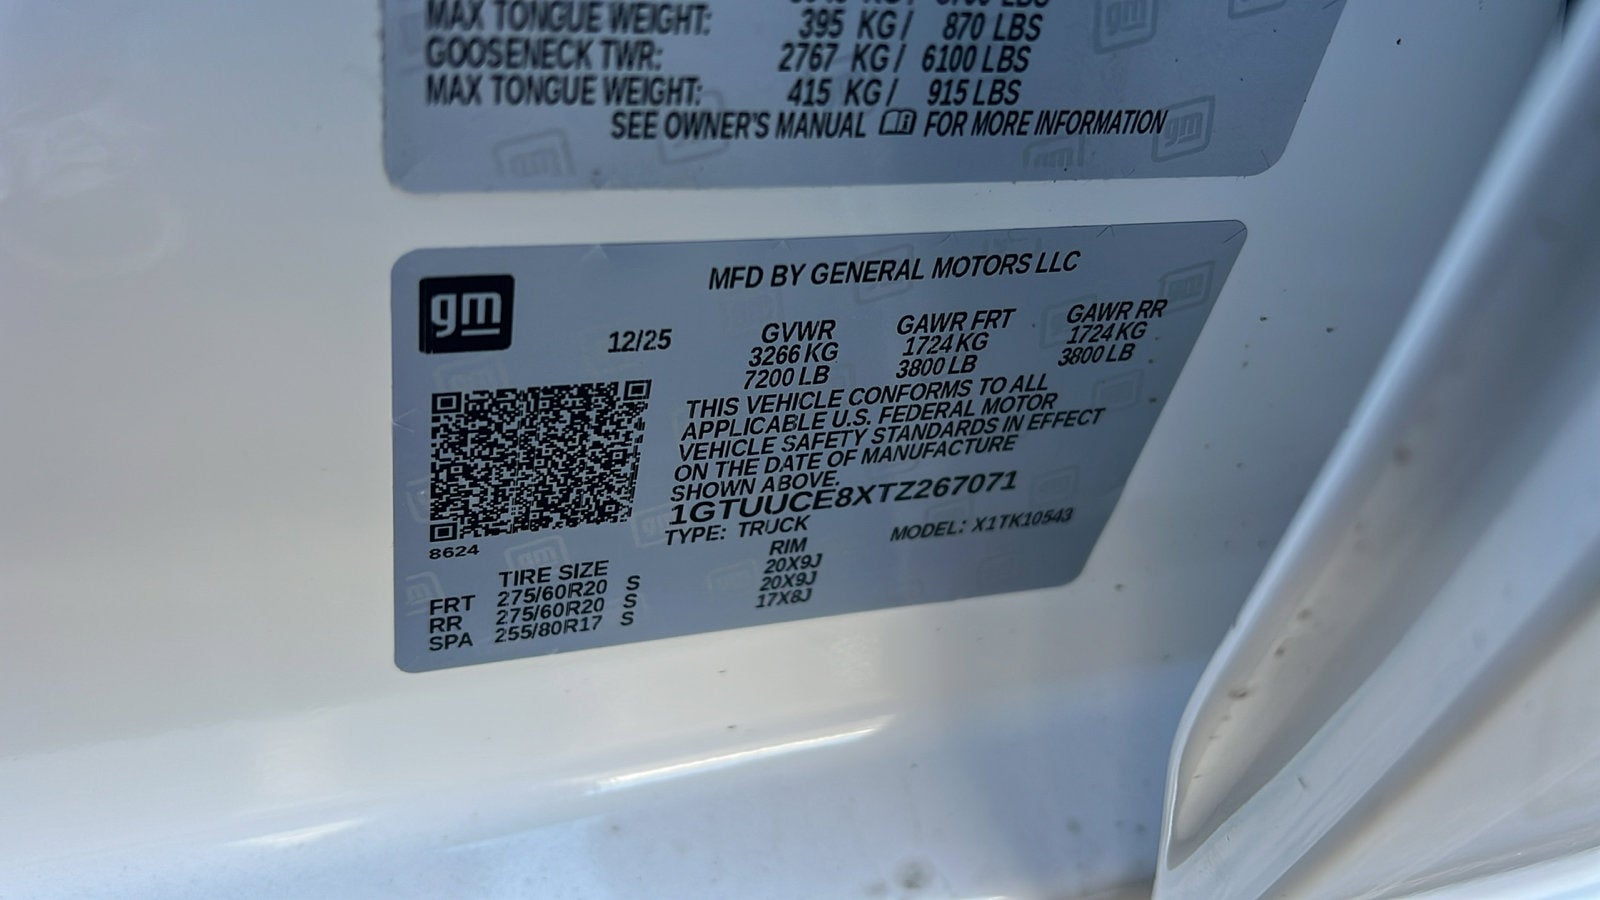 MAX TONGUE WEIGHT: 395 KG / 870 LBS
GOOSENECK TWR: 2767 KG / 6100 LBS
MAX TONGUE WEIGHT: 415 KG / 915 LBS
SEE OWNER'S MANUAL FOR MORE INFORMATION
gm
MFD BY GENERAL MOTORS LLC
12/25 GVWR GAWR FRT GAWR RR
3266 KG 1724 KG 1724 KG
7200 LB 3800 LB 3800 LB
THIS VEHICLE CONFORMS TO ALL
APPLICABLE U.S. FEDERAL MOTOR
VEHICLE SAFETY STANDARDS IN EFFECT
ON THE DATE OF MANUFACTURE
SHOWN ABOVE.
1GTUUCE8XTZ267071
TYPE: TRUCK MODEL: X1TK10543
8624
TIRE SIZE RIM
FRT 275/60R20 S 20X9J
RR 275/60R20 S 20X9J
SPA 255/80R17 S 17X8J